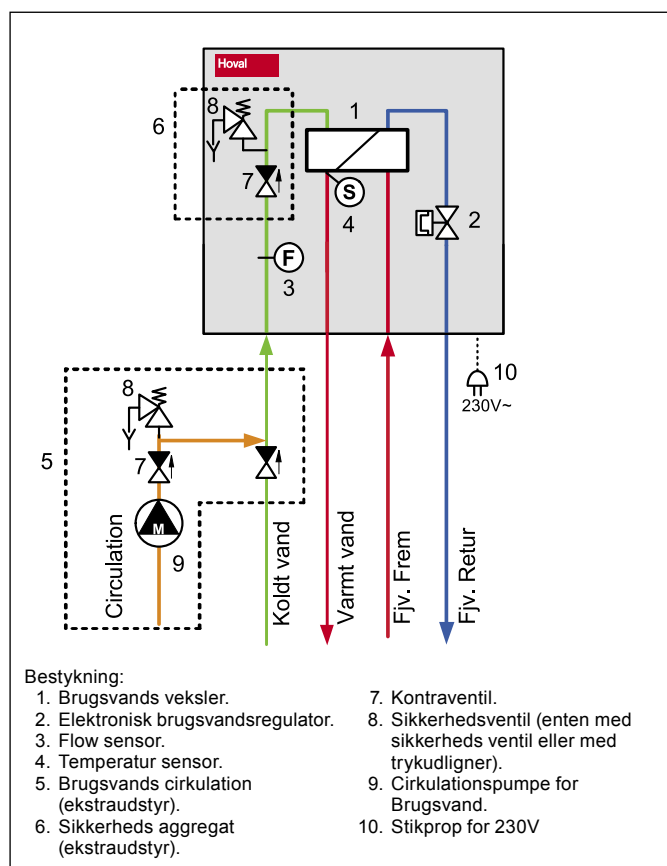 Hoval
8
6
1
7
S
4
2
F
3
10
230V~
8
5
7
M
9
Circulation
Koldt vand
Varmt vand
Fjv. Frem
Fjv. Retur
Bestykning:
1. Brugsvands veksler.
2. Elektronisk brugsvandsregulator.
3. Flow sensor.
4. Temperatur sensor.
5. Brugsvands cirkulation
(ekstraudstyr).
6. Sikkerheds aggregat
(ekstraudstyr).
7. Kontraventil.
8. Sikkerhedsventil (enten med
sikkerheds ventil eller med
trykudligner).
9. Cirkulationspumpe for
Brugsvand.
10. Stikprop for 230V